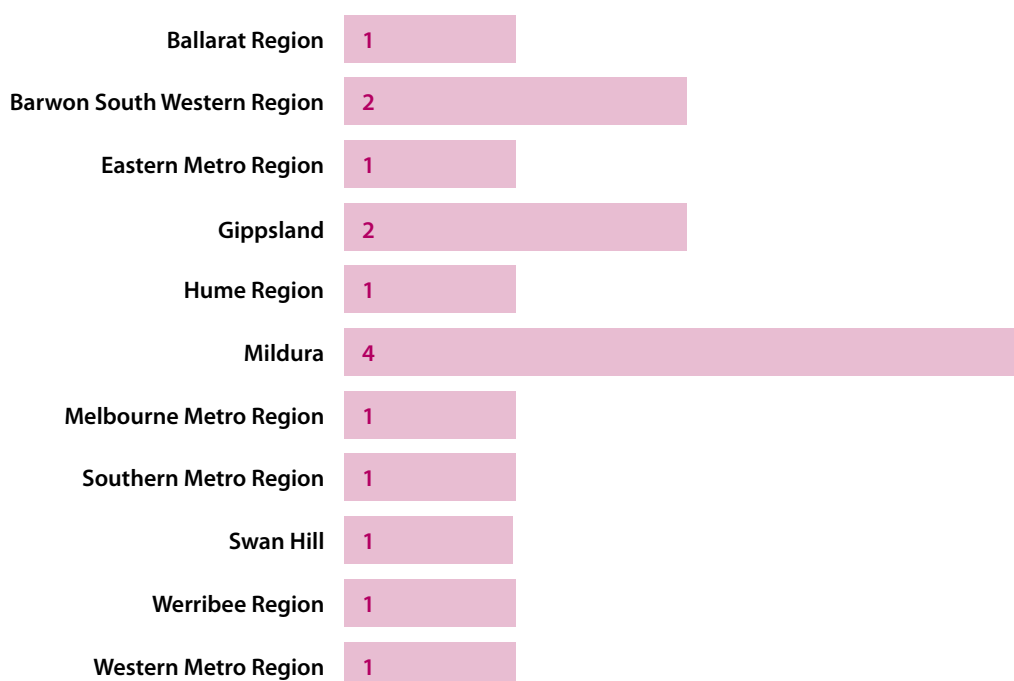 Ballarat Region 1
Barwon South Western Region 2
Eastern Metro Region 1
Gippsland 2
Hume Region 1
Mildura 4
Melbourne Metro Region 1
Southern Metro Region 1
Swan Hill 1
Werribee Region 1
Western Metro Region 1